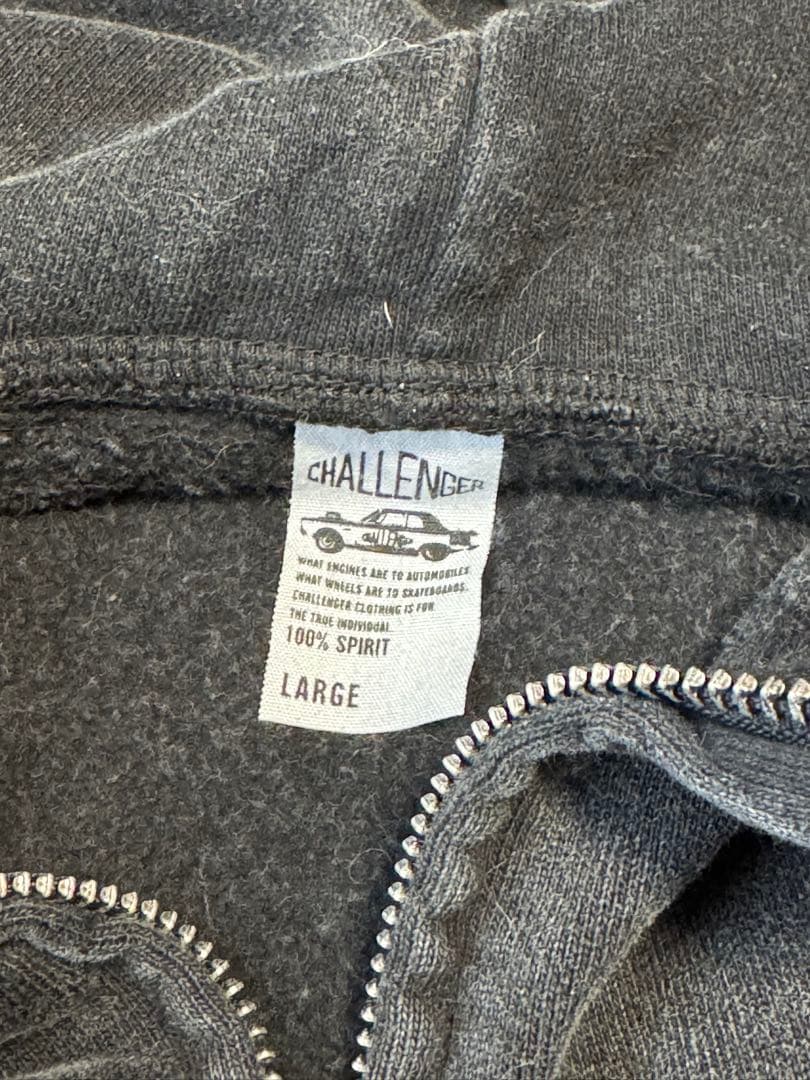 CHALLENGER
WHAT ENGINES ARE TO AUTOMOBILES.
WHAT WHEELS ARE TO SKATEBOARDS.
CHALLENGER CLOTHING IS FOR
THE TRUE INDIVIDUAL.
100% SPIRIT
LARGE